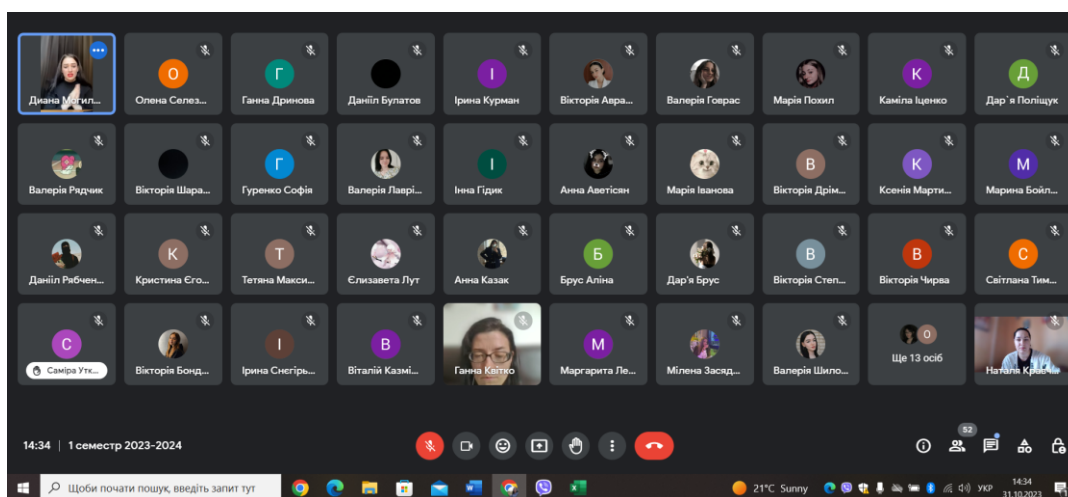 Диана Могил...
О
Олена Селез...
Г
Ганна Дринова
Данііл Булатов
І
Ірина Курман
Вікторія Авра...
Валерія Говрас
Марія Похил
К
Каміла Іценко
Д
Дар`я Поліщук
Валерія Рядчик
Вікторія Шара...
Г
Гуренко Софія
Валерія Лаврі...
І
Інна Гідик
Анна Аветісян
Марія Іванова
В
Вікторія Дрім...
К
Ксенія Марти...
М
Марина Бойл...
Данііл Рябчен...
К
Кристина Єго...
Т
Тетяна Макси...
Єлизавета Лут
Анна Казак
Б
Брус Аліна
Дар'я Брус
В
Вікторія Степ...
В
Вікторія Чирва
С
Світлана Тим...
С
Саміра Утк...
Вікторія Бонд...
І
Ірина Снєгірь...
В
Віталій Казмі...
Ганна Квітко
М
Маргарита Ле...
Мілена Засяд...
Валерія Шило...
О
Ще 13 осіб
Наталя Кравч...
14:34 | 1 семестр 2023-2024
52
Щоби почати пошук, введіть запит тут
21°C Sunny
УКР
14:34
31.10.2023